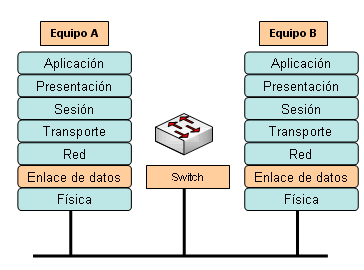 Equipo A
Equipo B
Aplicación
Aplicación
Presentación
Presentación
Sesión
Sesión
Transporte
Transporte
Red
Red
Enlace de datos
Switch
Enlace de datos
Física
Física